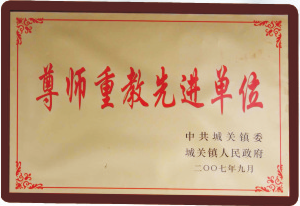 尊师重教先进单位
中共城关镇委
城关镇人民政府
二〇〇七年九月